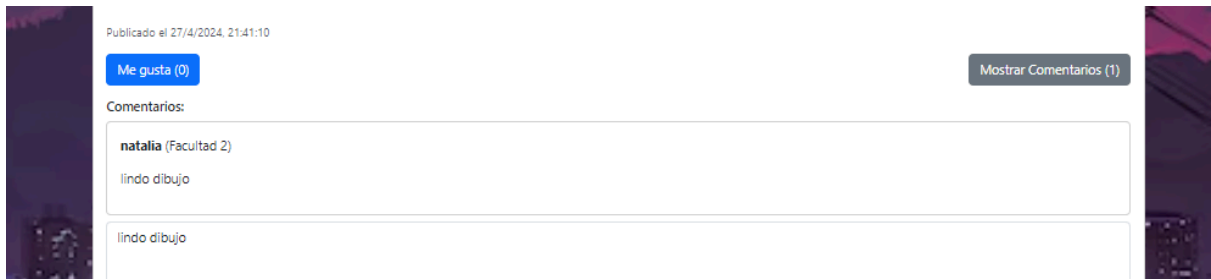 Publicado el 27/4/2024, 21:41:10
Me gusta (0)
Mostrar Comentarios (1)
Comentarios:
natalia (Facultad 2)
lindo dibujo
lindo dibujo